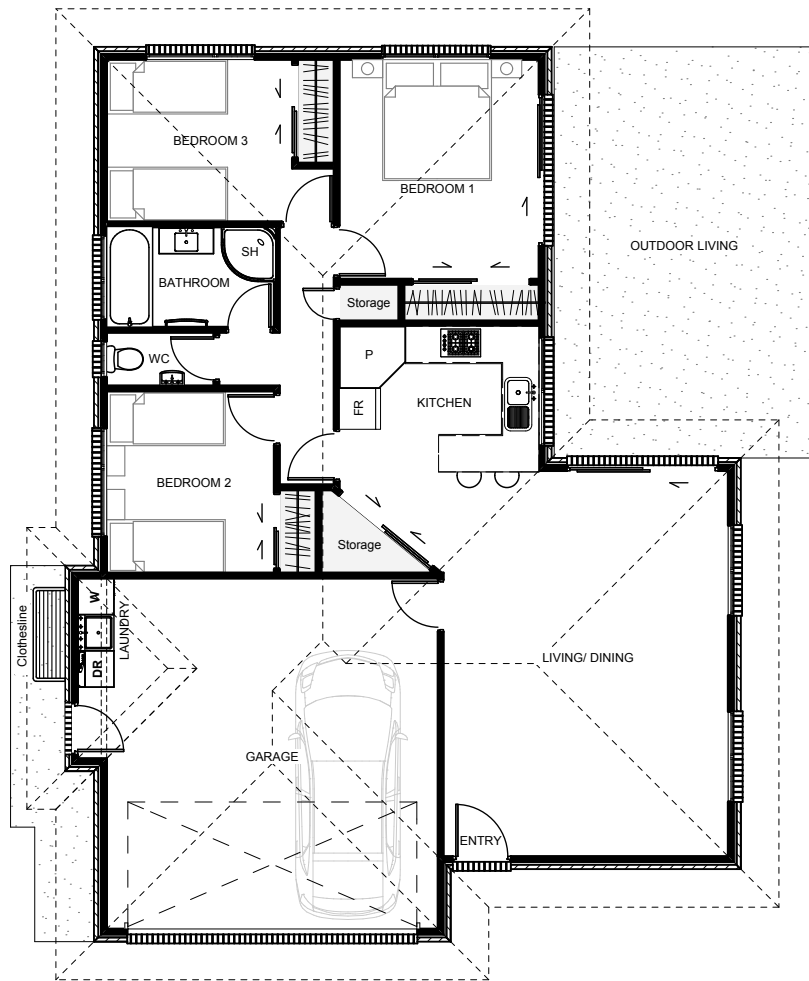 BEDROOM 3
BEDROOM 1
OUTDOOR LIVING
SH
BATHROOM
Storage
P
WC
KITCHEN
FR
BEDROOM 2
Storage
W
LAUNDRY
Clothesline
DR
LIVING/ DINING
GARAGE
ENTRY